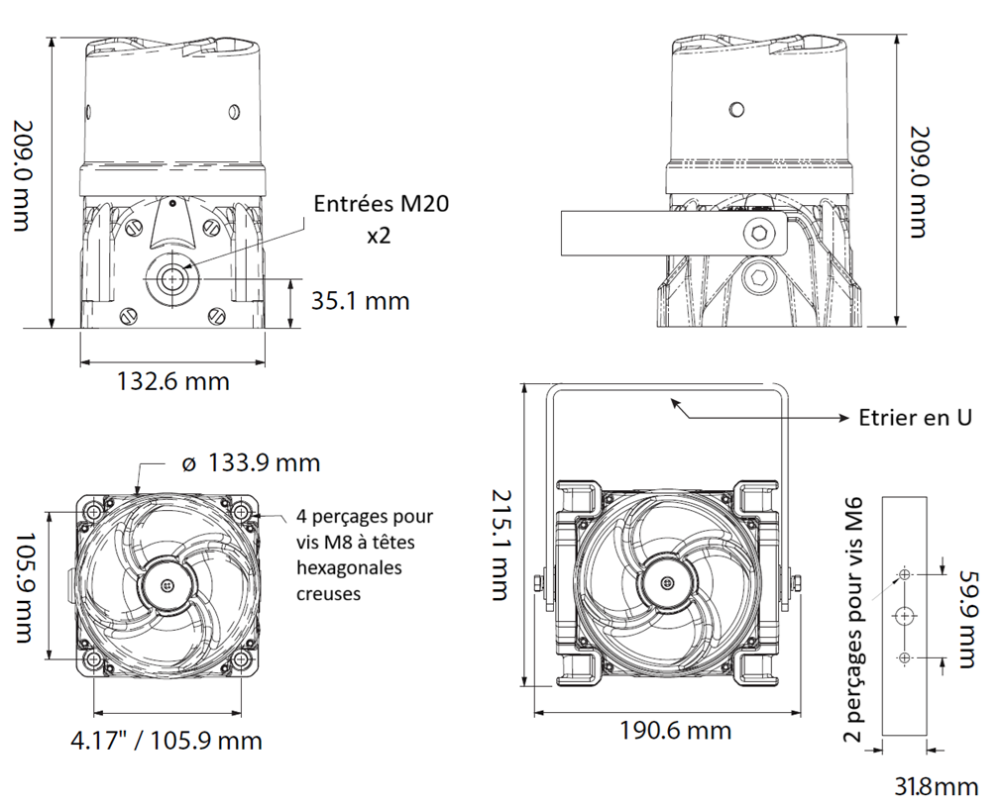 209.0 mm
Entrées M20
x2
35.1 mm
132.6 mm
209.0 mm
ø 133.9 mm
4 perçages pour
vis M8 à têtes
hexagonales
creuses
105.9 mm
4.17" / 105.9 mm
Etrier en U
215.1 mm
190.6 mm
2 perçages pour vis M6
59.9 mm
31.8mm